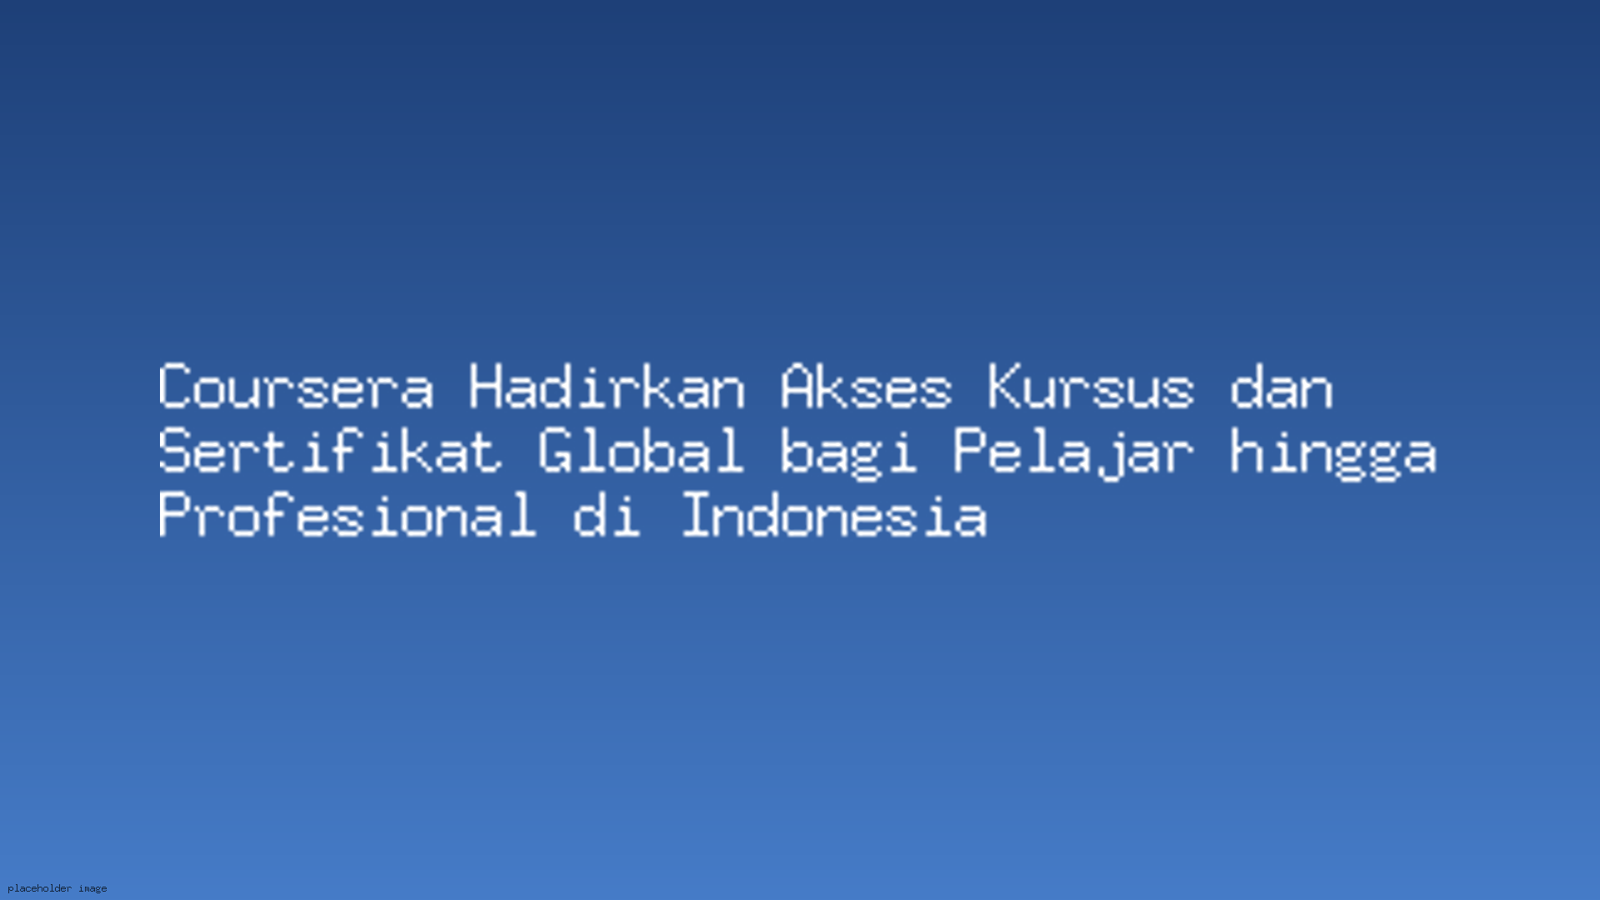 Coursera Hadirkan Akses Kursus dan
Sertifikat Global bagi Pelajar hingga
Profesional di Indonesia
placeholder image